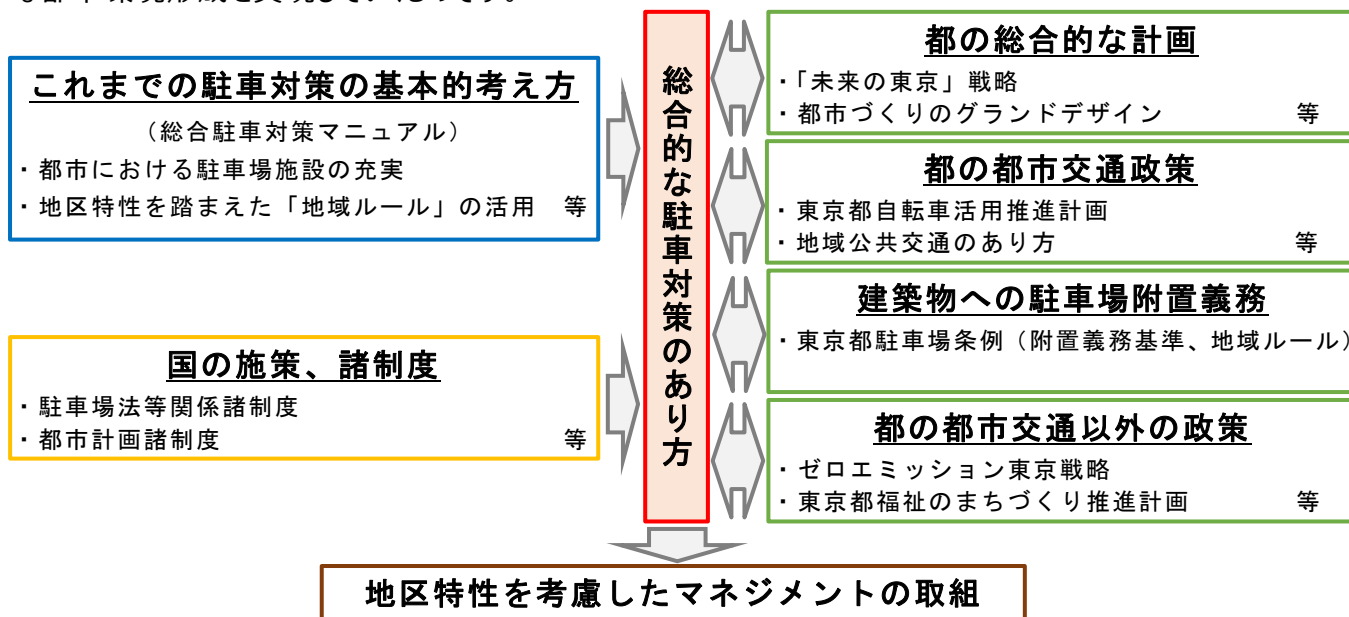 これまでの駐車対策の基本的考え方
（総合駐車対策マニュアル）
・都市における駐車場施設の充実
・地区特性を踏まえた「地域ルール」の活用　等
国の施策、諸制度
・駐車場法等関係諸制度
・都市計画諸制度　等
総合的な駐車対策のあり方
都の総合的な計画
・「未来の東京」戦略
・都市づくりのグランドデザイン　等
都の都市交通政策
・東京都自転車活用推進計画
・地域公共交通のあり方　等
建築物への駐車場附置義務
・東京都駐車場条例（附置義務基準、地域ルール）
都の都市交通以外の政策
・ゼロエミッション東京戦略
・東京都福祉のまちづくり推進計画　等
地区特性を考慮したマネジメントの取組